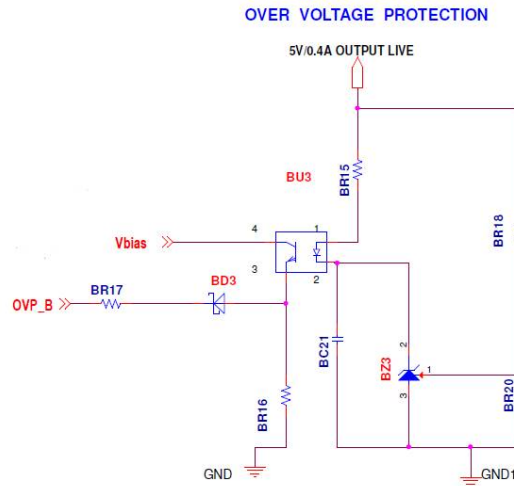 OVER VOLTAGE PROTECTION
5V/0.4A OUTPUT LIVE
BR15
BU3
BR18
4
1
Vbias
3
2
BD3
BR17
OVP_B
BC21
2
BZ3
1
3
BR16
BR20
GND
GND1